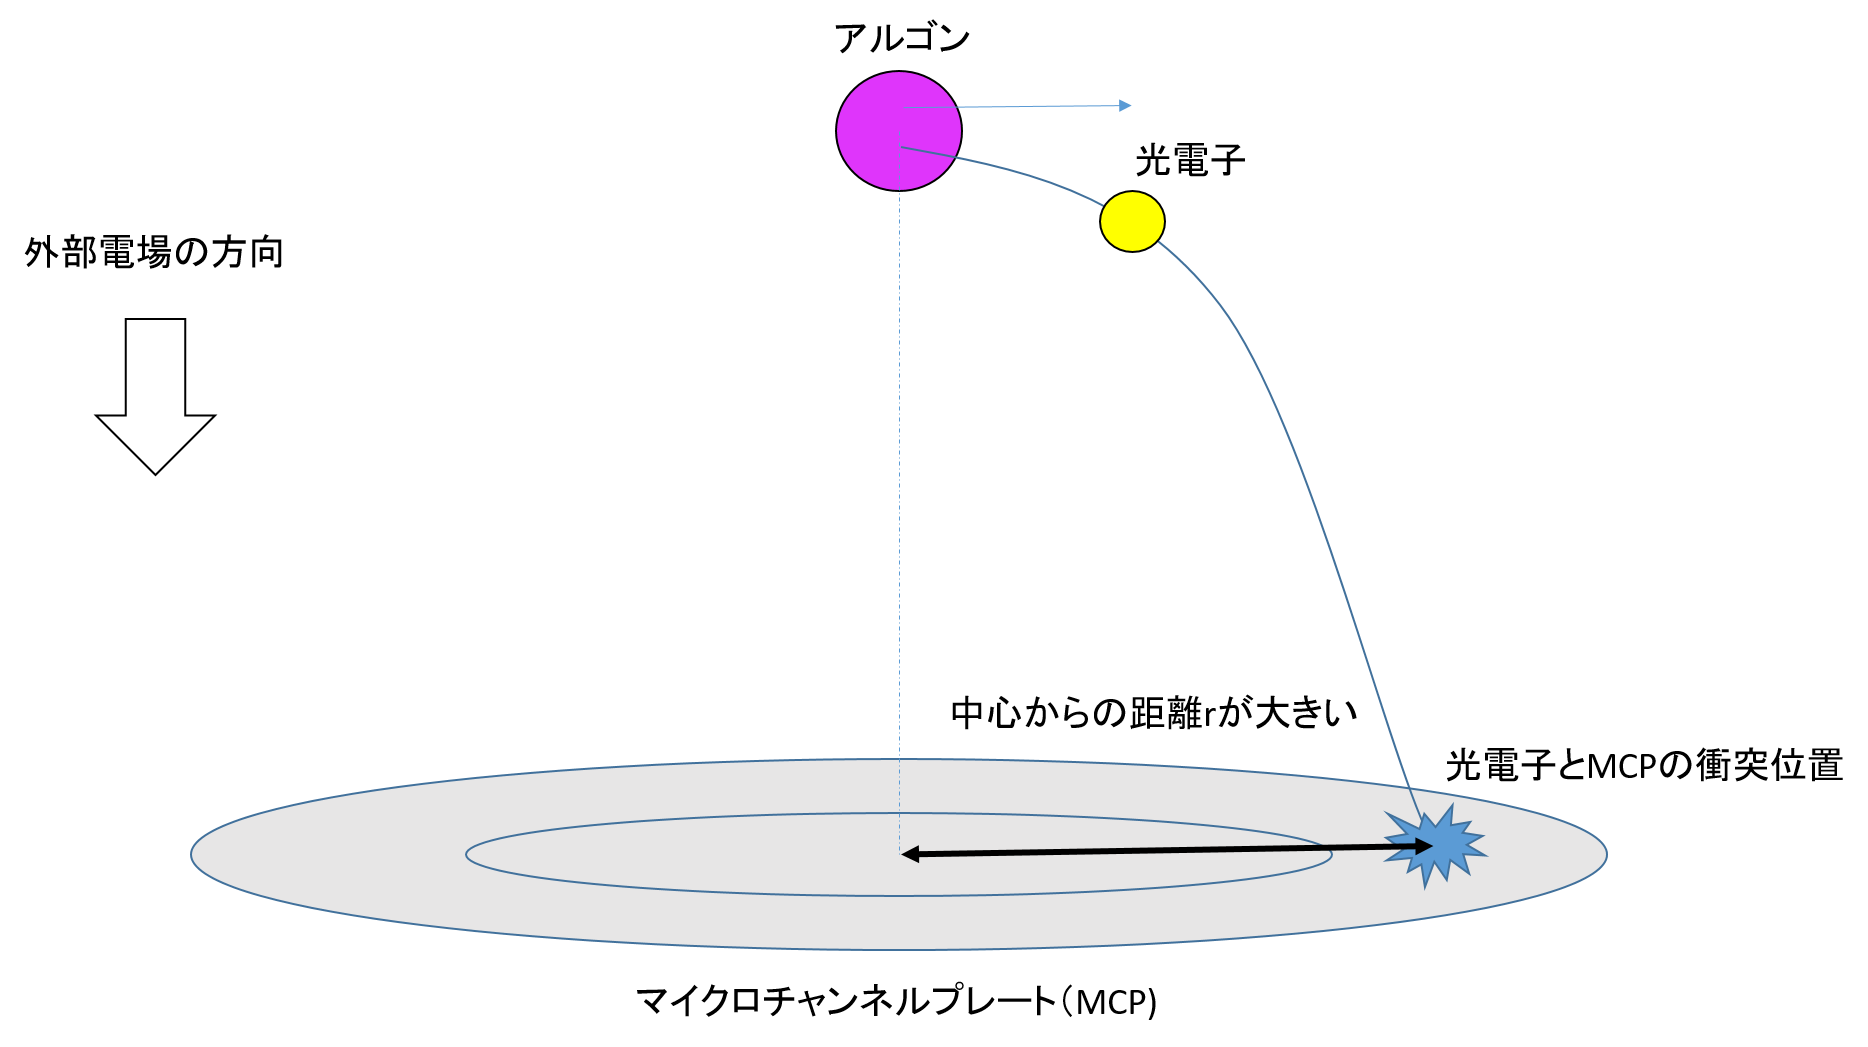 アルゴン
光電子
外部電場の方向
中心からの距離rが大きい
光電子とMCPの衝突位置
マイクロチャンネルプレート（MCP)